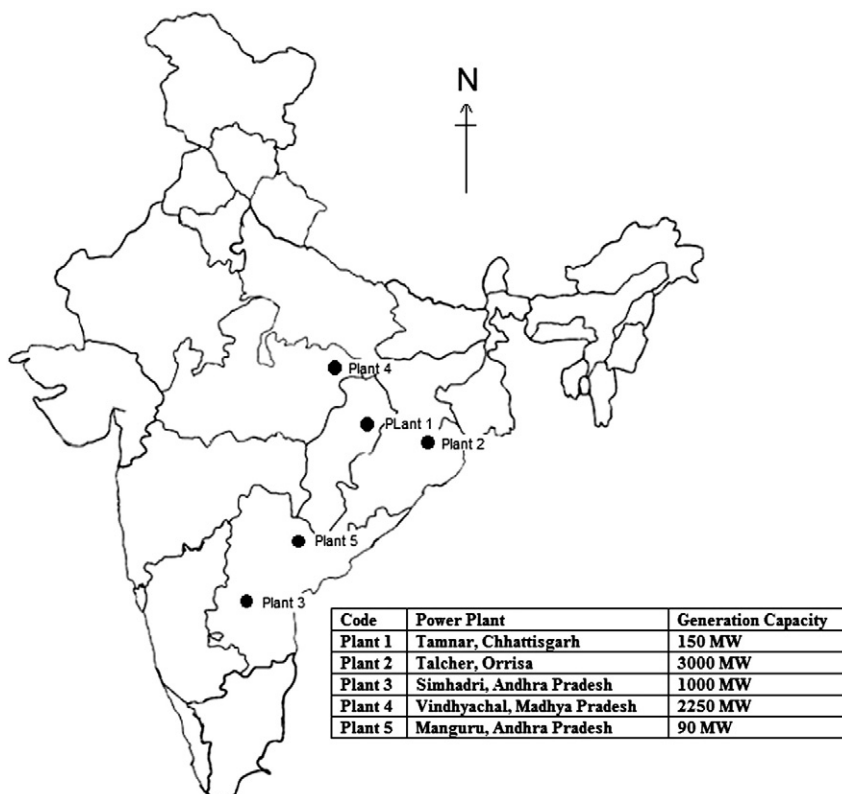 N
Plant 4
PLant 1
Plant 2
Plant 5
Plant 3
Code Power Plant Generation Capacity
Plant 1 Tamnar, Chhattisgarh 150 MW
Plant 2 Talcher, Orrisa 3000 MW
Plant 3 Simhadri, Andhra Pradesh 1000 MW
Plant 4 Vindhyachal, Madhya Pradesh 2250 MW
Plant 5 Manguru, Andhra Pradesh 90 MW